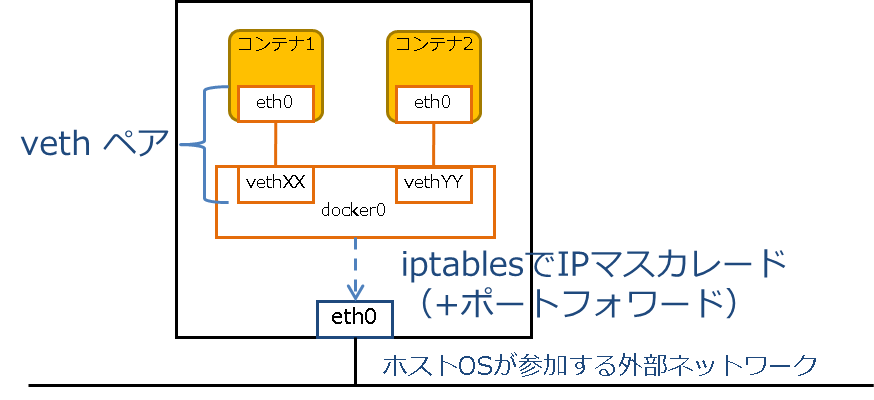 コンテナ1
コンテナ2
eth0
eth0
veth ペア
vethXX
vethYY
docker0
iptablesでIPマスカレード
（+ポートフォワード）
eth0
ホストOSが参加する外部ネットワーク